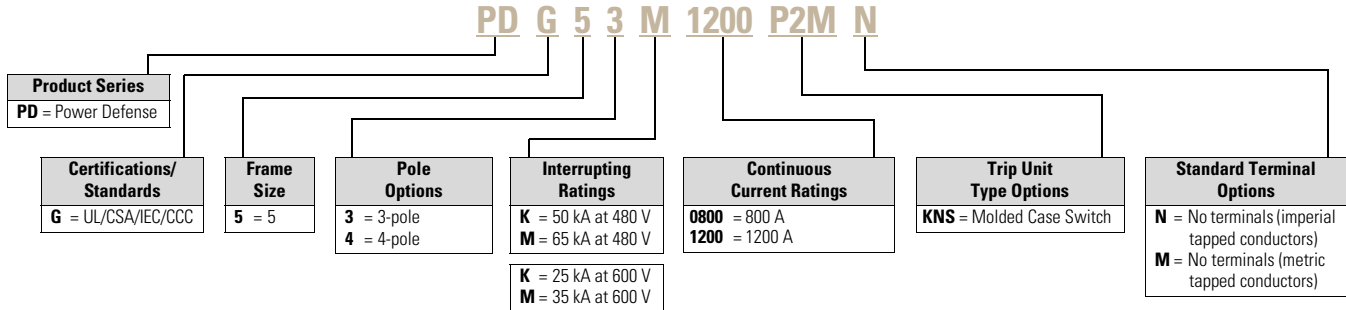 PD G 5 3 M 1200 P2M N
Product Series
PD = Power Defense
Certifications/
Standards
G = UL/CSA/IEC/CCC
Frame
Size
5 = 5
Pole
Options
3 = 3-pole
4 = 4-pole
Interrupting
Ratings
K = 50 kA at 480 V
M = 65 kA at 480 V
K = 25 kA at 600 V
M = 35 kA at 600 V
Continuous
Current Ratings
0800 = 800 A
1200 = 1200 A
Trip Unit
Type Options
KNS = Molded Case Switch
Standard Terminal
Options
N = No terminals (imperial
tapped conductors)
M = No terminals (metric
tapped conductors)